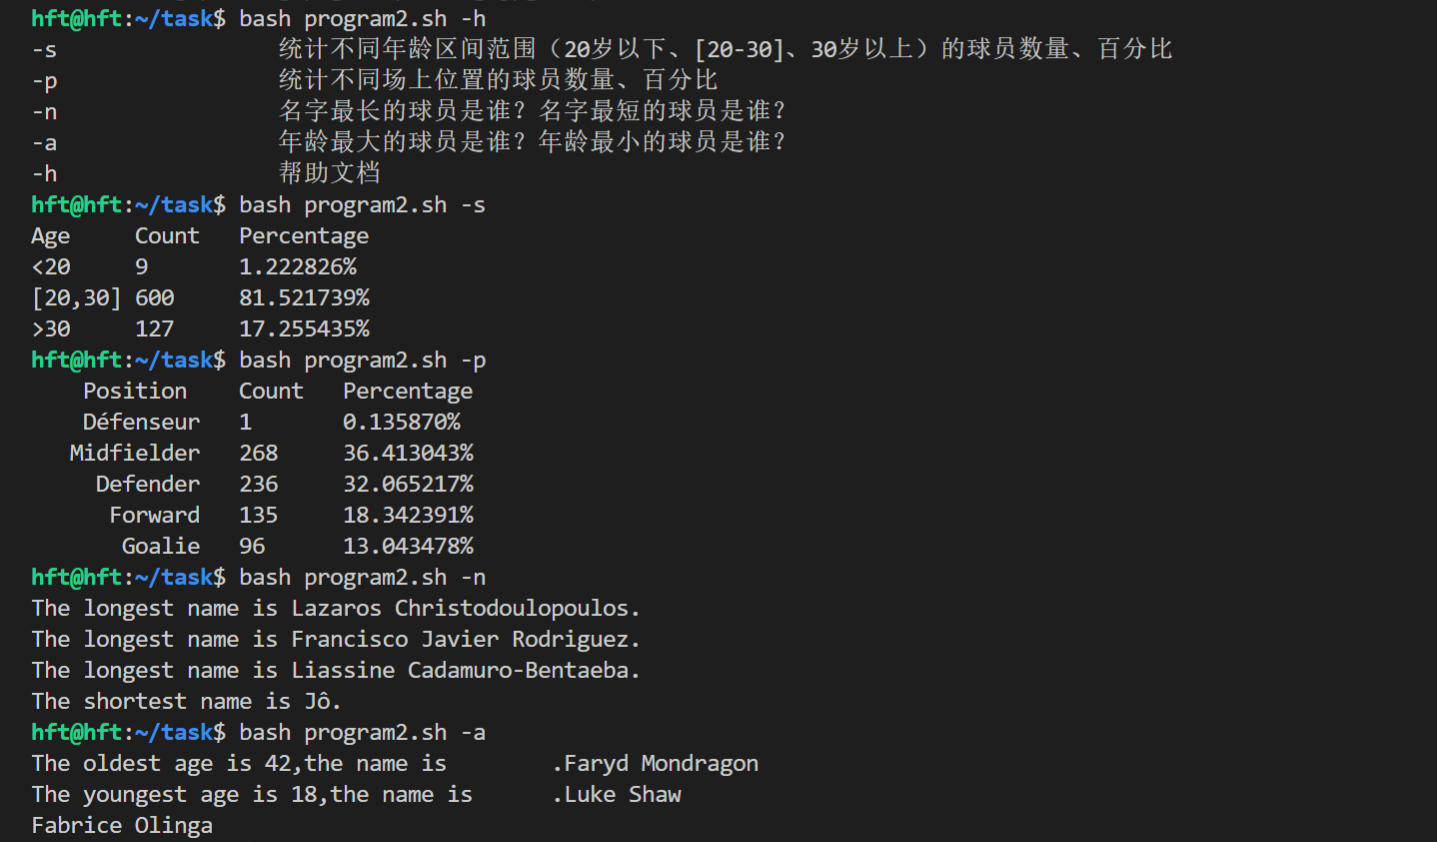 hft@hft:~/task$ bash program2.sh -h
-s                 统计不同年龄区间范围（20岁以下、[20-30]、30岁以上）的球员数量、百分比
-p                 统计不同场上位置的球员数量、百分比
-n                 名字最长的球员是谁？名字最短的球员是谁？
-a                 年龄最大的球员是谁？年龄最小的球员是谁？
-h                 帮助文档
hft@hft:~/task$ bash program2.sh -s
Age     Count   Percentage
<20     9       1.222826%
[20,30] 600     81.521739%
>30     127     17.255435%
hft@hft:~/task$ bash program2.sh -p
    Position    Count   Percentage
    Défenseur   1       0.135870%
   Midfielder   268     36.413043%
     Defender   236     32.065217%
      Forward   135     18.342391%
       Goalie   96      13.043478%
hft@hft:~/task$ bash program2.sh -n
The longest name is Lazaros Christodoulopoulos.
The longest name is Francisco Javier Rodriguez.
The longest name is Liassine Cadamuro-Bentaeba.
The shortest name is Jô.
hft@hft:~/task$ bash program2.sh -a
The oldest age is 42,the name is        .Faryd Mondragon
The youngest age is 18,the name is      .Luke Shaw
Fabrice Olinga